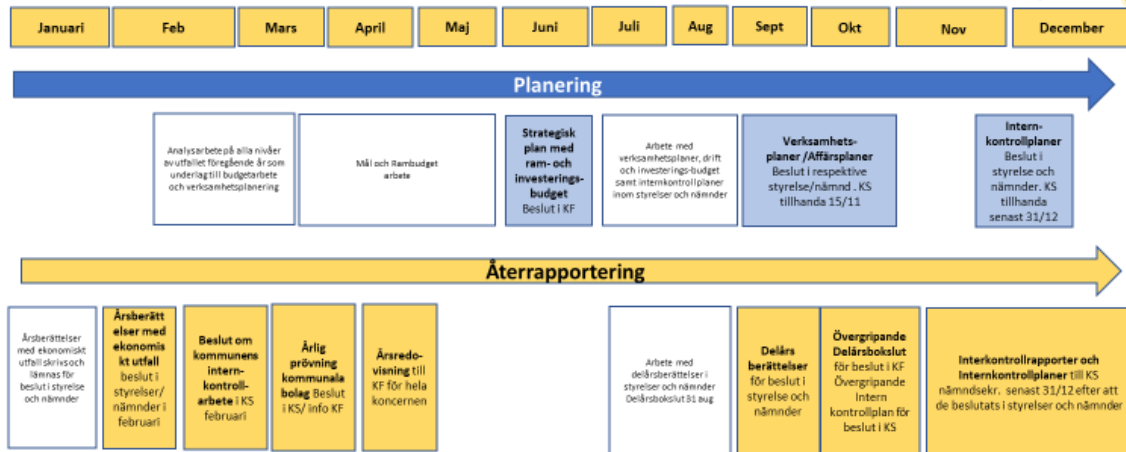 Januari
Feb
Mars
April
Maj
Juni
Juli
Aug
Sept
Okt
Nov
December
Planering
Analysarbete på alla nivåer
av utfallet föregående år som
underlag till budgetarbete
och verksamhetsplanering
Mål och Rambudget
arbete
Strategisk
plan med
ram- och
investerings-
budget
Beslut i KF
Arbete med
verksamhetsplaner, drift
och investerings-budget
samt internkontrollplaner
inom styrelser och nämnder
Verksamhets-
planer /Affärsplaner
Beslut i respektive
styrelse/nämnd . KS
tillhanda 15/11
Intern-
kontrollplaner
Beslut i
styrelse och
nämnder. KS
tillhanda
senast 31/12
Återrapportering
Årsberättelser
med ekonomiskt
utfall skrivs och
lämnas för
beslut i styrelse
och nämnder
Årsberätt
elser med
ekonomis
kt utfall
beslut i
styrelser/
nämnder i
februari
Beslut om
kommunens
intern-
kontroll-
arbete i KS
februari
Årlig
prövning
kommunala
bolag Beslut
i KS/ info KF
Årsredo-
visning till
KF för hela
koncernen
Arbete med
delårsberättelser i
styrelser och nämnder
Delårsbokslut 31 aug
Delårs
berättelser
för beslut i
styrelse och
nämnder
Övergripande
Delårsbokslut
för beslut i KF
Övergripande
Intern
kontrollplan för
beslut i KS
Interkontrollrapporter och
Internkontrollplaner till KS
nämndsekr. senast 31/12 efter att
de beslutats i styrelser och nämnder